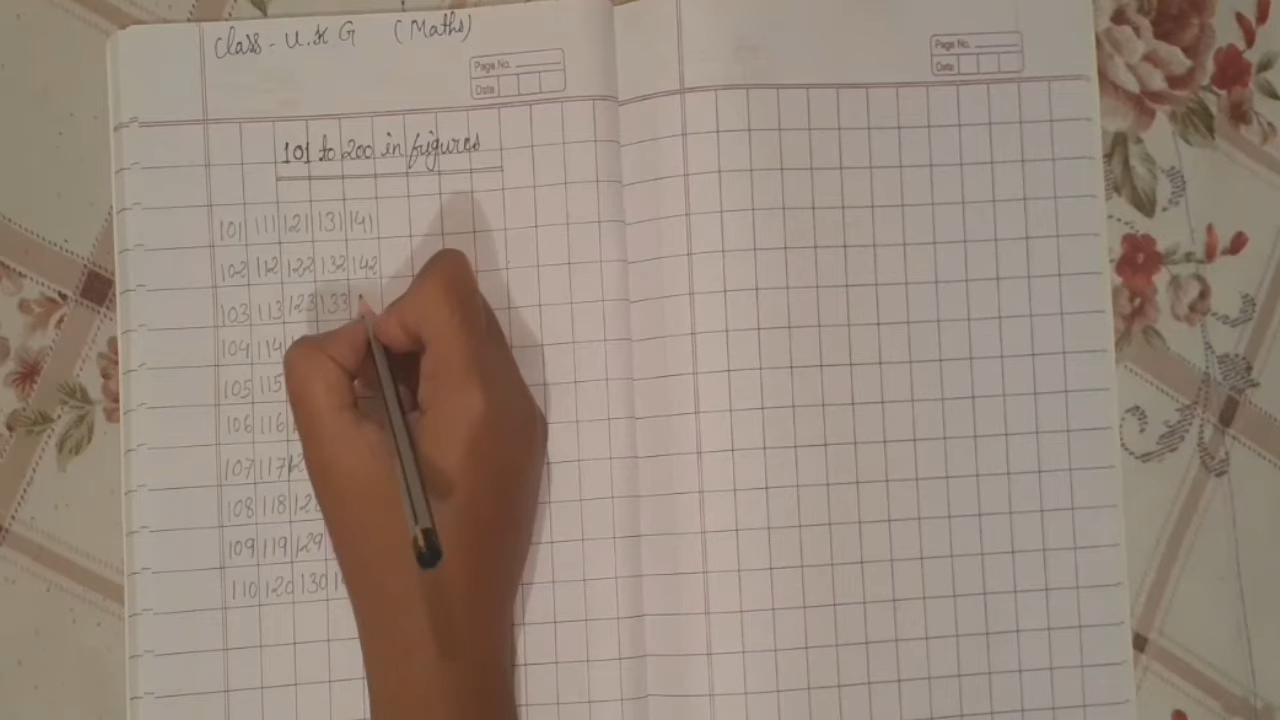 Class - U.K G (Maths)
Page No.
Date
Page No.
Date
101 to 200 in figures
101 111 121 131 141
102 112 122 132 142
103 113 123 133
104 114
105 115
106 116
107 117
108 118
109 119 129
110 120 130